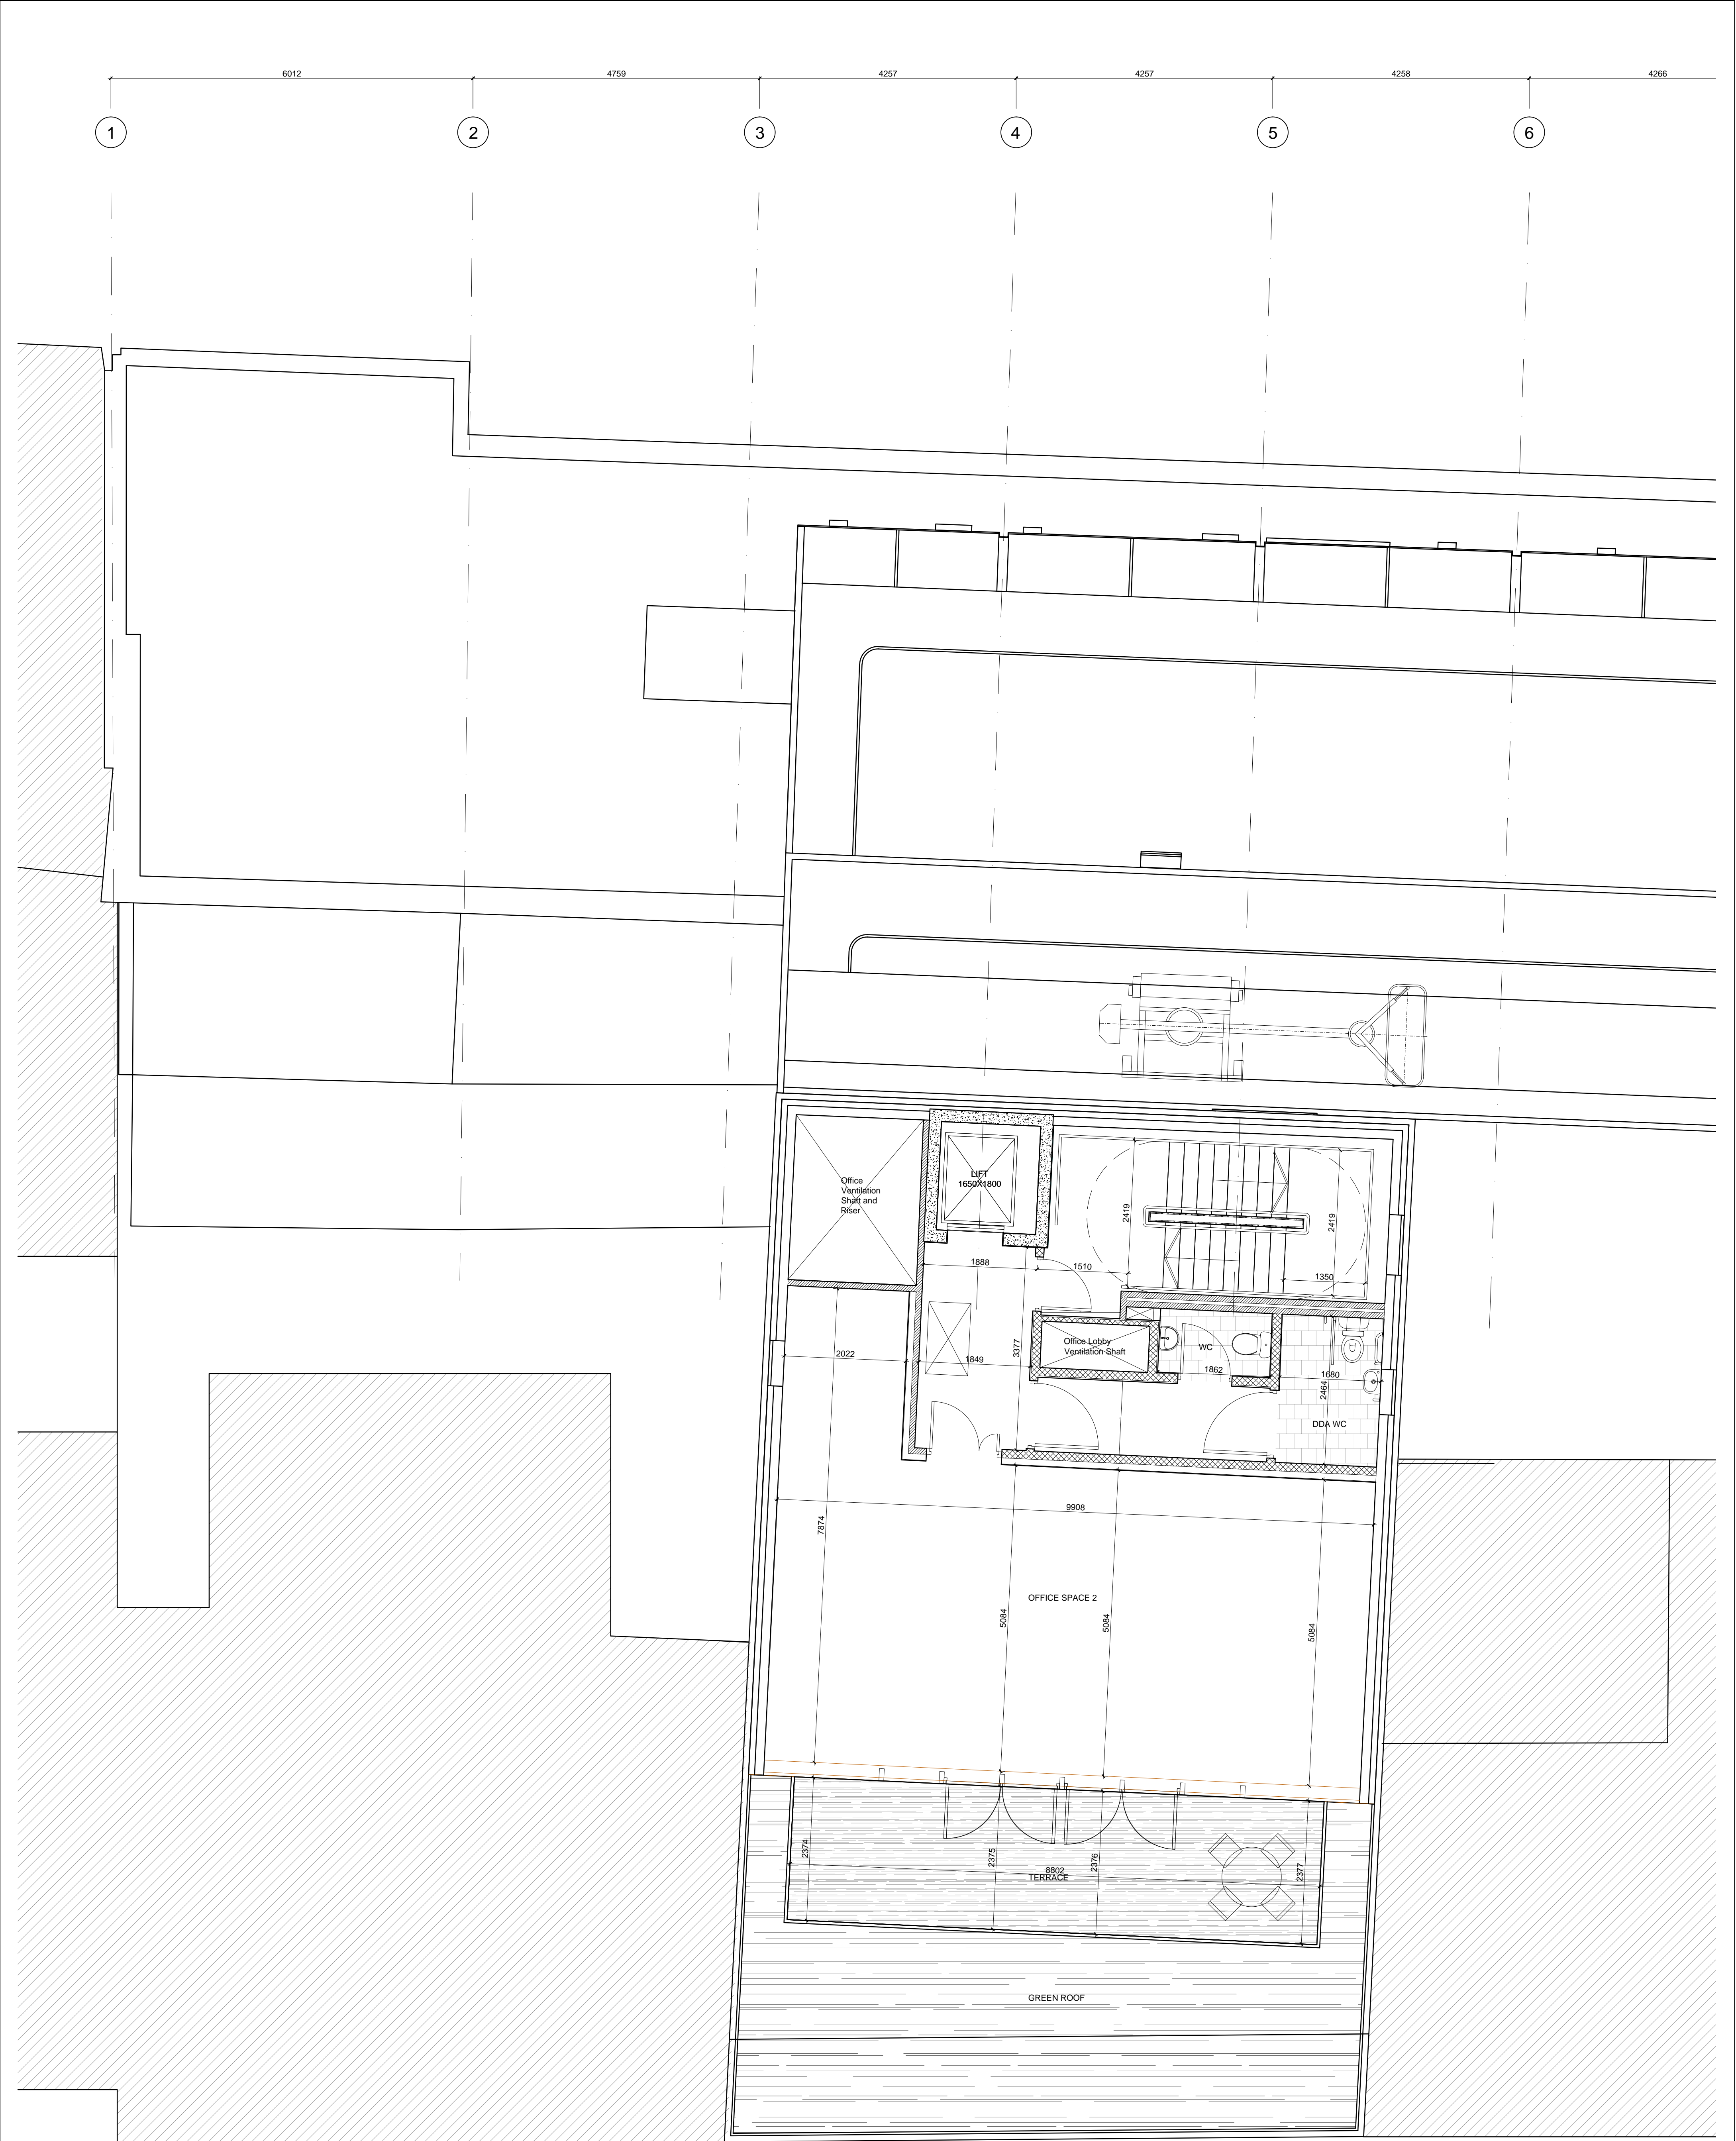 6012
4759
4257
4257
4258
4266
1
2
3
4
5
6
Office
Ventilation
Shaft and
Riser
LIFT
1650X1800
2419
2419
1888
1510
1350
2022
1849
3377
Office Lobby
Ventilation Shaft
WC
1862
1680
2464
DDA WC
9908
7874
OFFICE SPACE 2
5084
5084
5084
2374
2375
2376
2377
8802
TERRACE
GREEN ROOF